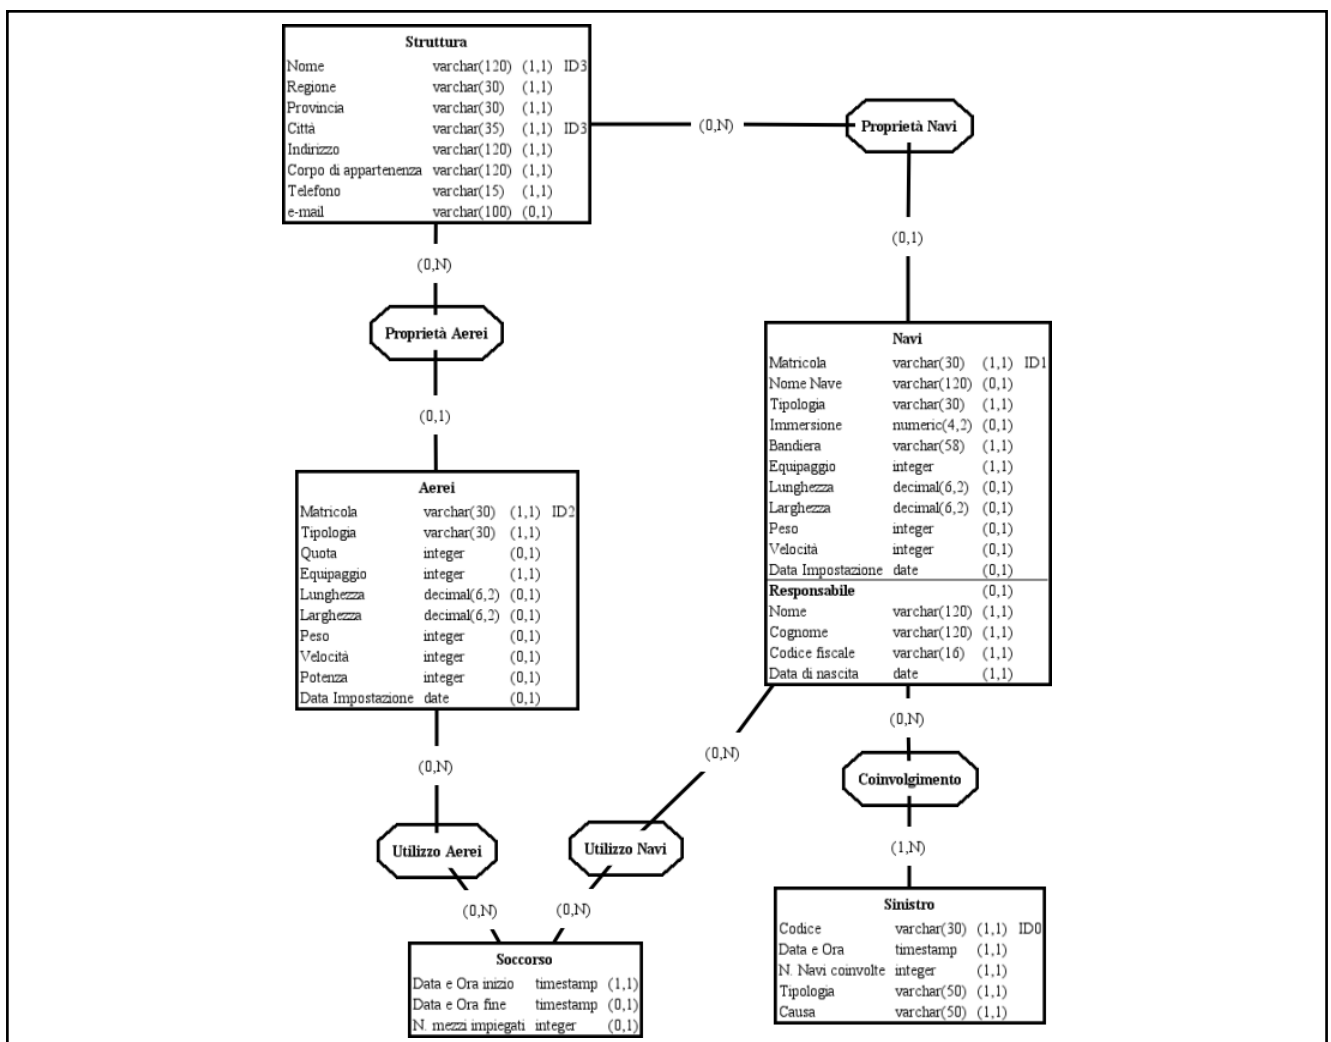 Struttura
Nome varchar(120) (1,1) ID3
Regione varchar(30) (1,1)
Provincia varchar(30) (1,1)
Città varchar(35) (1,1) ID3
Indirizzo varchar(120) (1,1)
Corpo di appartenenza varchar(120) (1,1)
Telefono varchar(15) (1,1)
e-mail varchar(100) (0,1)
(0,N)
Proprietà Navi
(0,1)
(0,N)
Proprietà Aerei
(0,1)
Navi
Matricola varchar(30) (1,1) ID1
Nome Nave varchar(120) (0,1)
Tipologia varchar(30) (1,1)
Immersione numeric(4,2) (0,1)
Bandiera varchar(58) (1,1)
Equipaggio integer (1,1)
Lunghezza decimal(6,2) (0,1)
Larghezza decimal(6,2) (0,1)
Peso integer (0,1)
Velocità integer (0,1)
Data Impostazione date (0,1)
Responsabile (0,1)
Nome varchar(120) (1,1)
Cognome varchar(120) (1,1)
Codice fiscale varchar(16) (1,1)
Data di nascita date (1,1)
Aerei
Matricola varchar(30) (1,1) ID2
Tipologia varchar(30) (1,1)
Quota integer (0,1)
Equipaggio integer (1,1)
Lunghezza decimal(6,2) (0,1)
Larghezza decimal(6,2) (0,1)
Peso integer (0,1)
Velocità integer (0,1)
Potenza integer (0,1)
Data Impostazione date (0,1)
(0,N)
Utilizzo Aerei
(0,N)
(0,N)
Utilizzo Navi
(0,N)
(0,N)
Coinvolgimento
(1,N)
Soccorso
Data e Ora inizio timestamp (1,1)
Data e Ora fine timestamp (0,1)
N. mezzi impiegati integer (0,1)
Sinistro
Codice varchar(30) (1,1) ID0
Data e Ora timestamp (1,1)
N. Navi coinvolte integer (1,1)
Tipologia varchar(50) (1,1)
Causa varchar(50) (1,1)